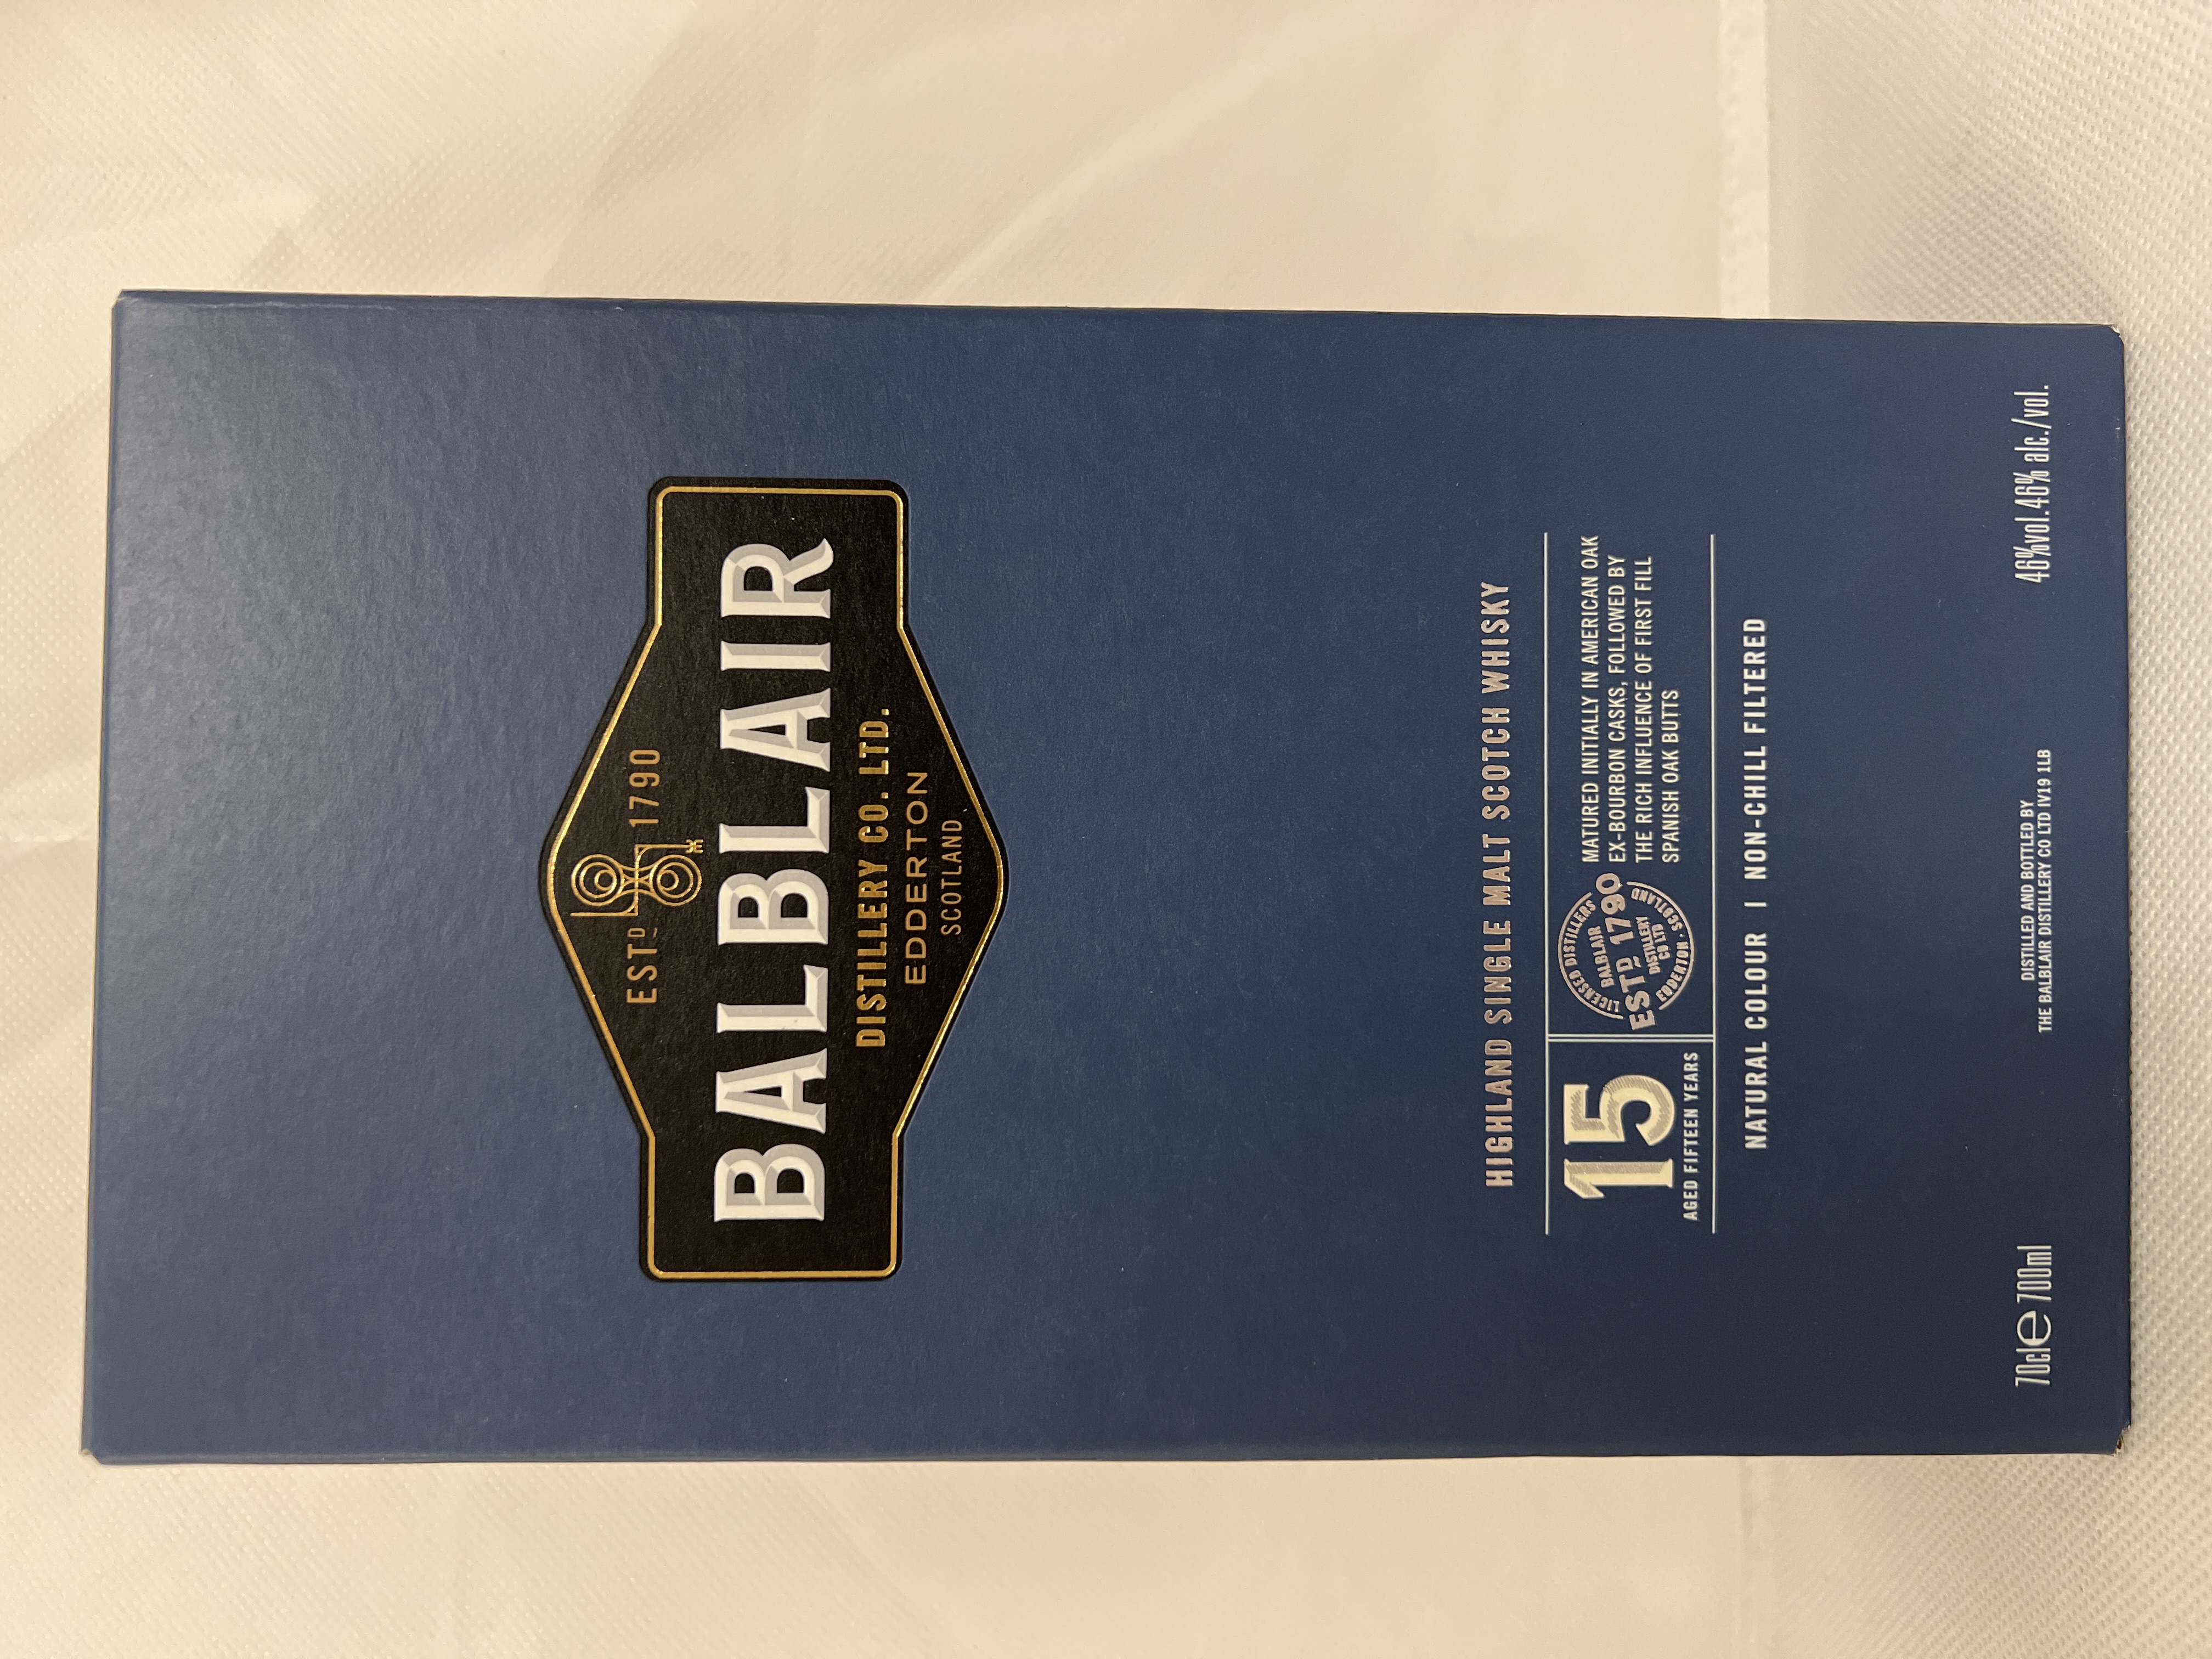 ESTD 1790
BALBLAIR
DISTILLERY CO. LTD.
EDDERTON
SCOTLAND
HIGHLAND SINGLE MALT SCOTCH WHISKY
15
AGED FIFTEEN YEARS
LICENSED DISTILLERS
BALBLAIR
ESTD 1790
DISTILLERY
CO LTD
EDDERTON · SCOTLAND
MATURED INITIALLY IN AMERICAN OAK
EX-BOURBON CASKS, FOLLOWED BY
THE RICH INFLUENCE OF FIRST FILL
SPANISH OAK BUTTS
NATURAL COLOUR | NON-CHILL FILTERED
70cl e 700ml
DISTILLED AND BOTTLED BY
THE BALBLAIR DISTILLERY CO LTD IV19 1LB
46%vol. 46% alc./vol.